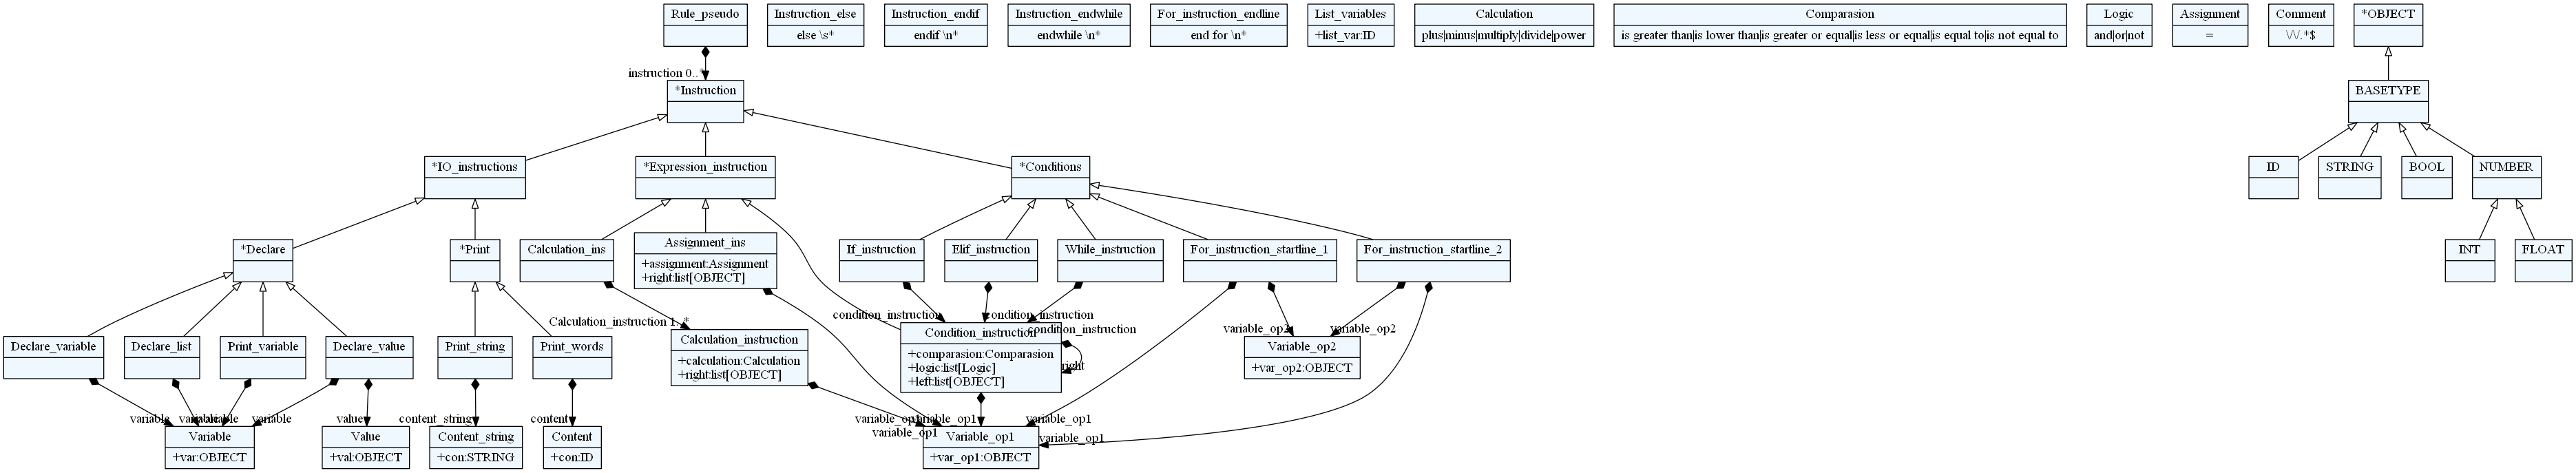 Rule_pseudo
Instruction_else
else \s*
Instruction_endif
endif \n*
Instruction_endwhile
endwhile \n*
For_instruction_endline
end for \n*
List_variables
+list_var:ID
Calculation
plus|minus|multiply|divide|power
Comparasion
is greater than|is lower than|is greater or equal|is less or equal|is equal to|is not equal to
Logic
and|or|not
Assignment
=
Comment
\/\/.*$
*OBJECT
instruction 0..*
*Instruction
BASETYPE
*IO_instructions
*Expression_instruction
*Conditions
ID
STRING
BOOL
NUMBER
*Declare
*Print
Calculation_ins
Assignment_ins
+assignment:Assignment
+right:list[OBJECT]
If_instruction
Elif_instruction
While_instruction
For_instruction_startline_1
For_instruction_startline_2
INT
FLOAT
Calculation_instruction 1..*
condition_instruction
condition_instruction
condition_instruction
variable_op2
variable_op2
Declare_variable
Declare_list
Print_variable
Declare_value
Print_string
Print_words
Calculation_instruction
+calculation:Calculation
+right:list[OBJECT]
Condition_instruction
+comparasion:Comparasion
+logic:list[Logic]
+left:list[OBJECT]
right
Variable_op2
+var_op2:OBJECT
variable
variable
variable
variable
value
content_string
content
variable_op1
variable_op1
variable_op1
variable_op1
variable_op1
Variable
+var:OBJECT
Value
+val:OBJECT
Content_string
+con:STRING
Content
+con:ID
Variable_op1
+var_op1:OBJECT